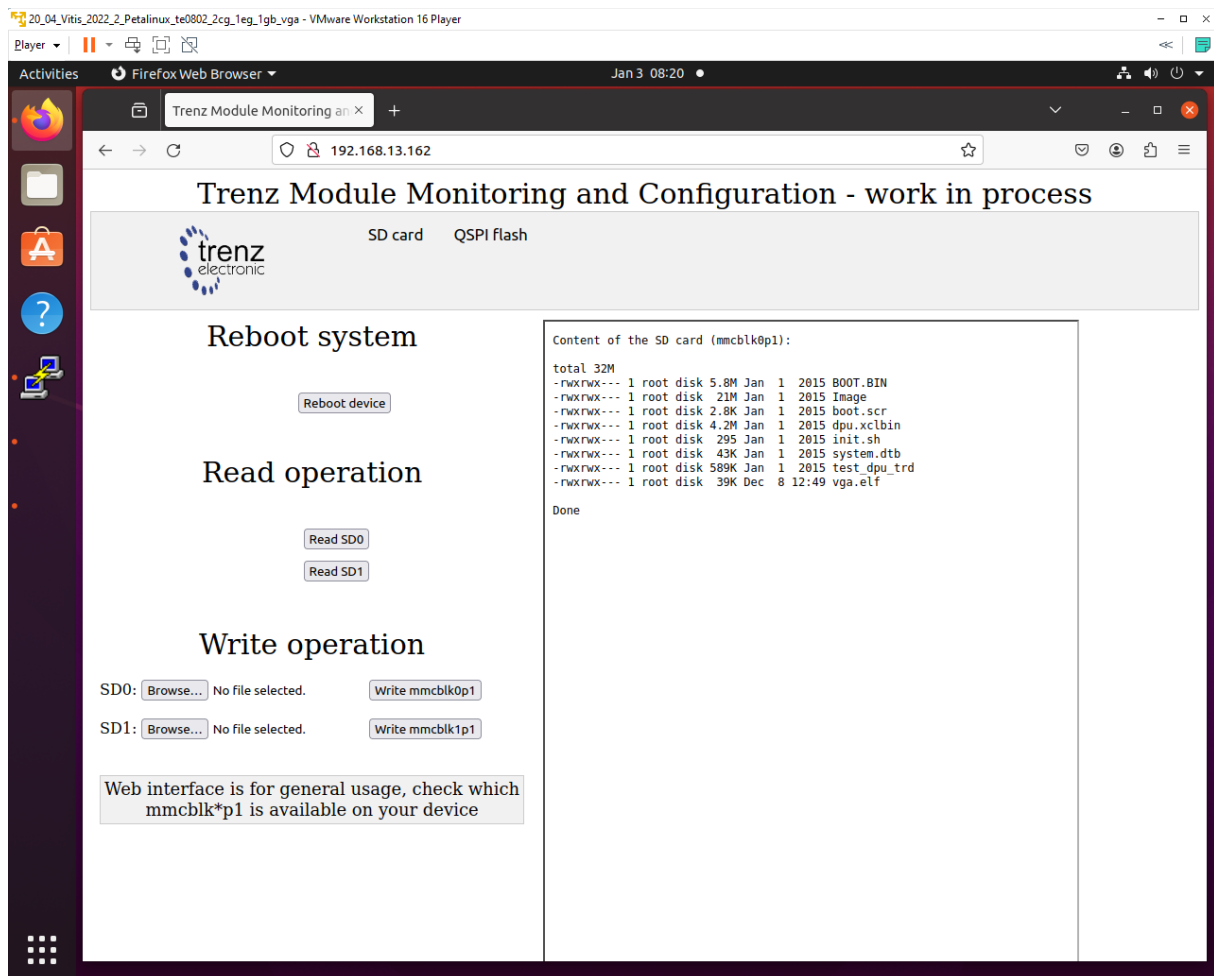 20_04_Vitis_2022_2_Petalinux_te0802_2cg_1eg_1gb_vga - VMware Workstation 16 Player
Player
Activities Firefox Web Browser Jan 3 08:20
Trenz Module Monitoring an
192.168.13.162
Trenz Module Monitoring and Configuration - work in process
trenz
electronic
SD card QSPI flash
Reboot system
Reboot device
Read operation
Read SD0
Read SD1
Write operation
SD0: Browse... No file selected. Write mmcblk0p1
SD1: Browse... No file selected. Write mmcblk1p1
Web interface is for general usage, check which
mmcblk*p1 is available on your device
Content of the SD card (mmcblk0p1):
total 32M
-rwxrwx--- 1 root disk 5.8M Jan  1  2015 BOOT.BIN
-rwxrwx--- 1 root disk  21M Jan  1  2015 Image
-rwxrwx--- 1 root disk 2.8K Jan  1  2015 boot.scr
-rwxrwx--- 1 root disk 4.2M Jan  1  2015 dpu.xclbin
-rwxrwx--- 1 root disk  295 Jan  1  2015 init.sh
-rwxrwx--- 1 root disk  43K Jan  1  2015 system.dtb
-rwxrwx--- 1 root disk 589K Jan  1  2015 test_dpu_trd
-rwxrwx--- 1 root disk  39K Dec  8 12:49 vga.elf
Done